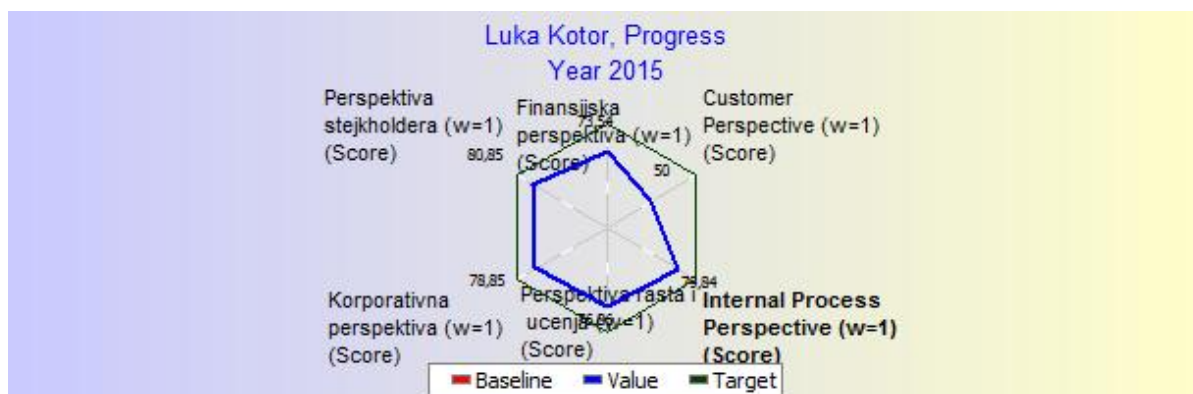 Luka Kotor, Progress
Year 2015
Perspektiva
stejkholdera (w=1)
(Score)
80,85
Finansijska
perspektiva (w=1)
(Score)
73,54
Customer
Perspective (w=1)
(Score)
50
78,85
Korporativna
perspektiva (w=1)
(Score)
Perspektiva rasta i
ucenja (w=1)
(Score)
79,84
Internal Process
Perspective (w=1)
(Score)
Baseline Value Target